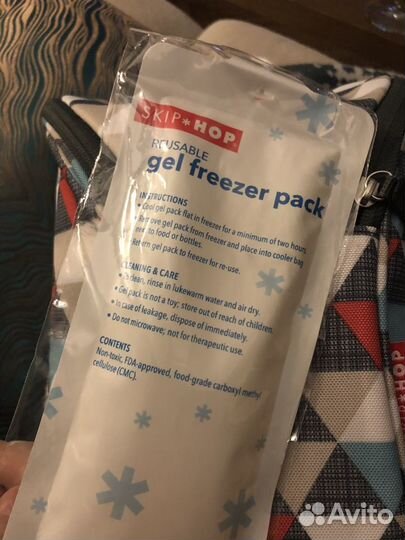 SKIP*HOP
REUSABLE
gel freezer pack
INSTRUCTIONS
• Cool gel pack flat in freezer for a minimum of two hours.
• Remove gel pack from freezer and place into cooler bag
next to food or bottles.
• Return gel pack to freezer for re-use.
CLEANING & CARE
• To clean, rinse in lukewarm water and air dry.
• Gel pack is not a toy; store out of reach of children.
• In case of leakage, dispose of immediately.
• Do not microwave; not for therapeutic use.
CONTENTS
Non-toxic, FDA-approved, food-grade carboxyl methyl
cellulose (CMC).
SKIP*HOP
Avito